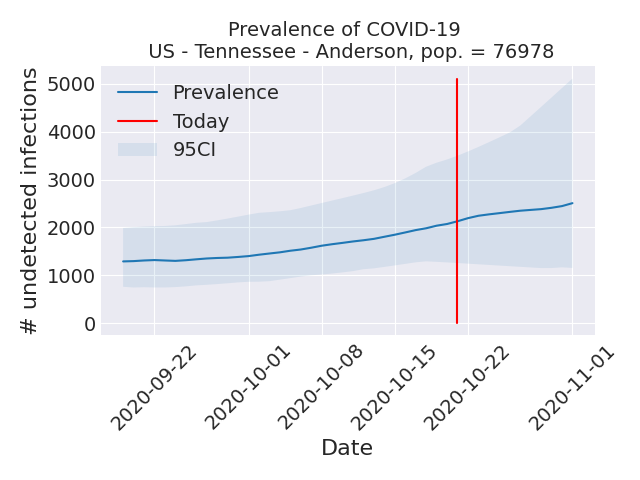 Prevalence of COVID-19
US - Tennessee - Anderson, pop. = 76978
# undetected infections
5000
4000
3000
2000
1000
0
Prevalence
Today
95CI
2020-09-22
2020-10-01
2020-10-08
2020-10-15
2020-10-22
2020-11-01
Date